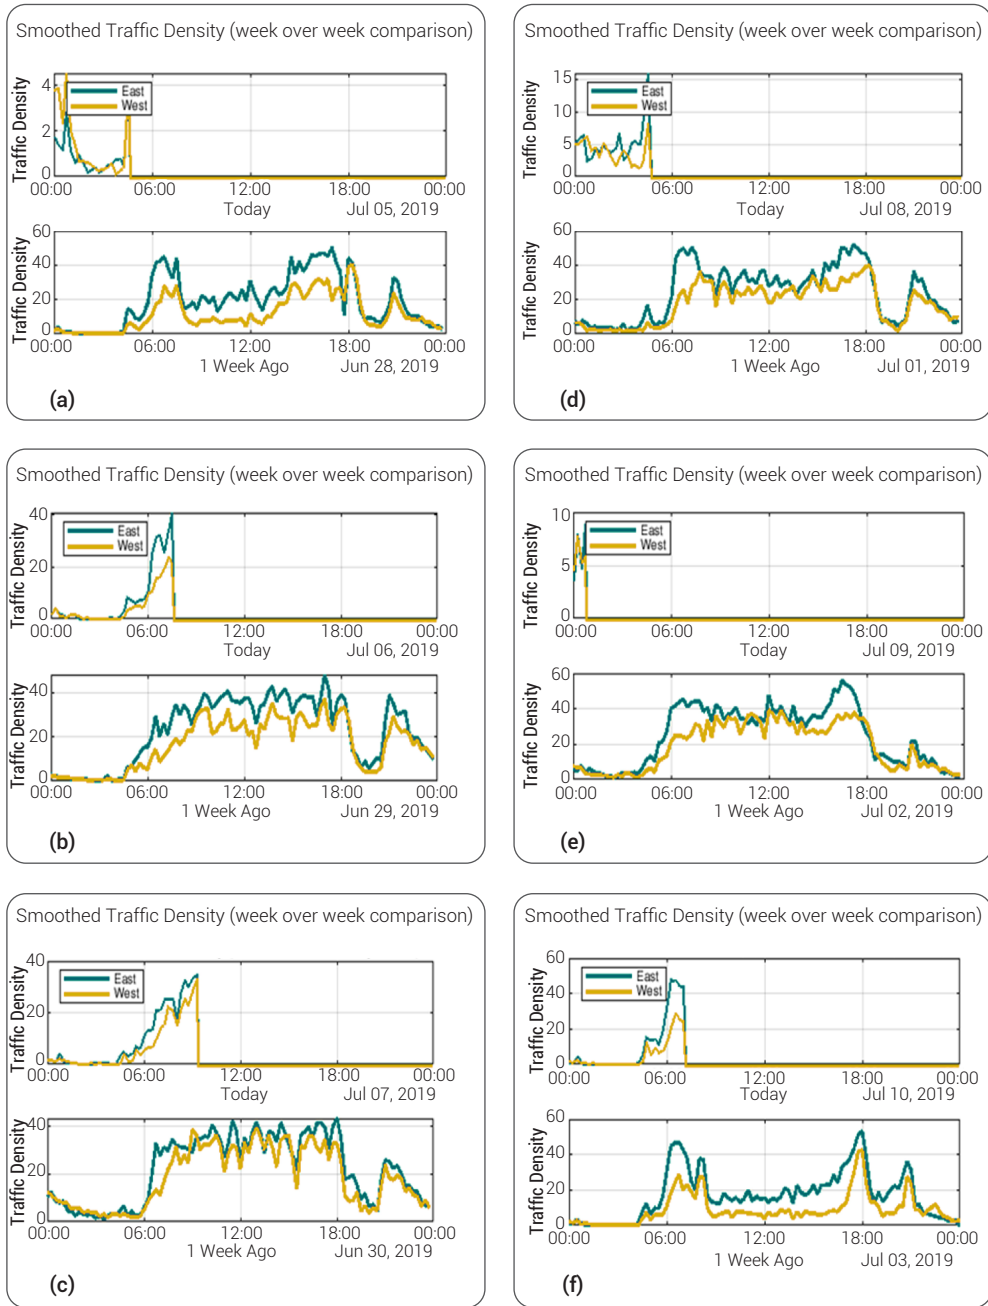 Smoothed Traffic Density (week over week comparison)
Traffic Density
4
2
0
East
West
00:00 06:00 12:00 18:00 00:00
Today Jul 05, 2019
Traffic Density
60
40
20
0
00:00 06:00 12:00 18:00 00:00
1 Week Ago Jun 28, 2019
(a)
Smoothed Traffic Density (week over week comparison)
Traffic Density
15
10
5
0
East
West
00:00 06:00 12:00 18:00 00:00
Today Jul 08, 2019
Traffic Density
60
40
20
0
00:00 06:00 12:00 18:00 00:00
1 Week Ago Jul 01, 2019
(d)
Smoothed Traffic Density (week over week comparison)
Traffic Density
40
20
0
East
West
00:00 06:00 12:00 18:00 00:00
Today Jul 06, 2019
Traffic Density
40
20
0
00:00 06:00 12:00 18:00 00:00
1 Week Ago Jun 29, 2019
(b)
Smoothed Traffic Density (week over week comparison)
Traffic Density
10
5
0
East
West
00:00 06:00 12:00 18:00 00:00
Today Jul 09, 2019
Traffic Density
60
40
20
0
00:00 06:00 12:00 18:00 00:00
1 Week Ago Jul 02, 2019
(e)
Smoothed Traffic Density (week over week comparison)
Traffic Density
40
20
0
East
West
00:00 06:00 12:00 18:00 00:00
Today Jul 07, 2019
Traffic Density
40
20
0
00:00 06:00 12:00 18:00 00:00
1 Week Ago Jun 30, 2019
(c)
Smoothed Traffic Density (week over week comparison)
Traffic Density
60
40
20
0
East
West
00:00 06:00 12:00 18:00 00:00
Today Jul 10, 2019
Traffic Density
60
40
20
0
00:00 06:00 12:00 18:00 00:00
1 Week Ago Jul 03, 2019
(f)